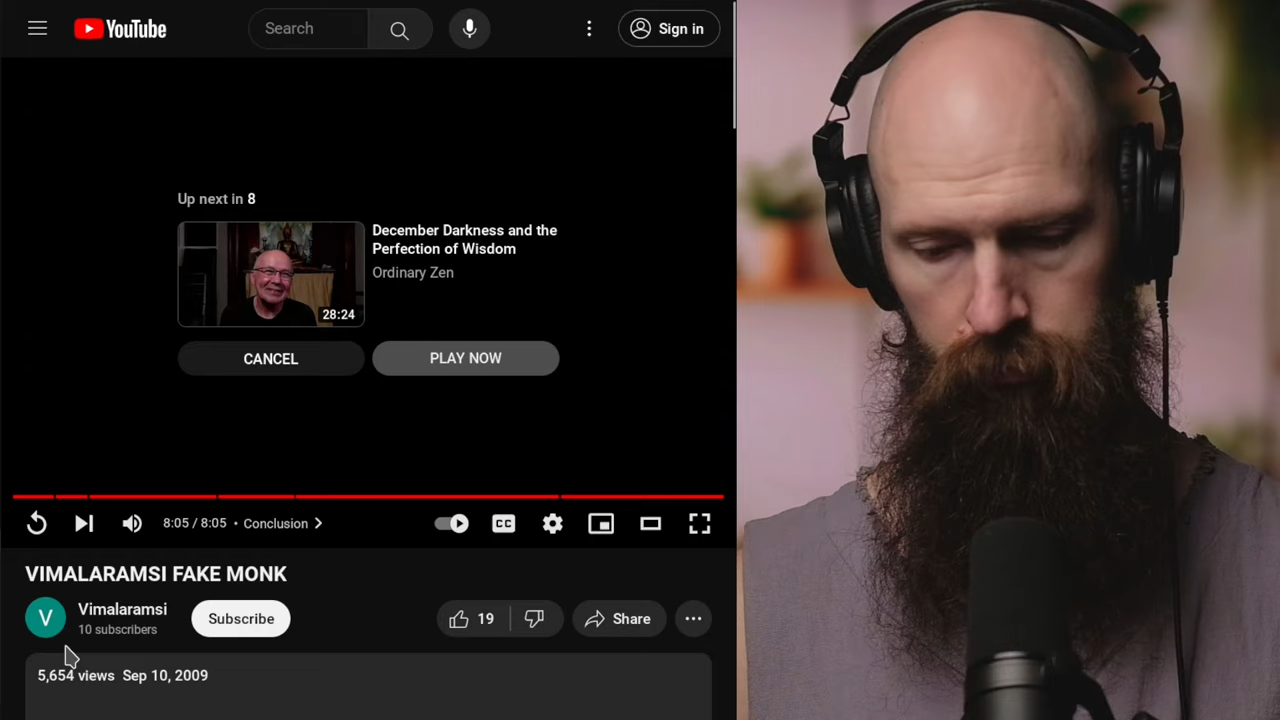 YouTube
Search
Sign in
Up next in 8
December Darkness and the
Perfection of Wisdom
Ordinary Zen
28:24
CANCEL
PLAY NOW
8:05 / 8:05 • Conclusion
CC
VIMALARAMSI FAKE MONK
V
Vimalaramsi
10 subscribers
Subscribe
19
Share
5,654 views Sep 10, 2009